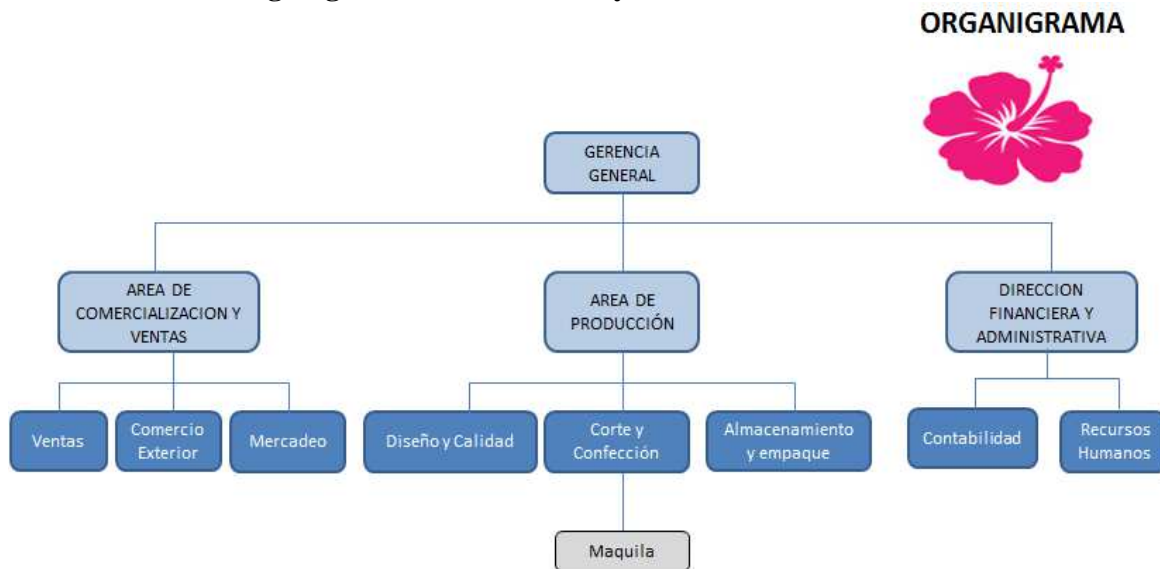 ORGANIGRAMA
GERENCIA
GENERAL
AREA DE
COMERCIALIZACION Y
VENTAS
AREA DE
PRODUCCIÓN
DIRECCION
FINANCIERA Y
ADMINISTRATIVA
Ventas
Comercio
Exterior
Mercadeo
Diseño y Calidad
Corte y
Confección
Almacenamiento
y empaque
Contabilidad
Recursos
Humanos
Maquila